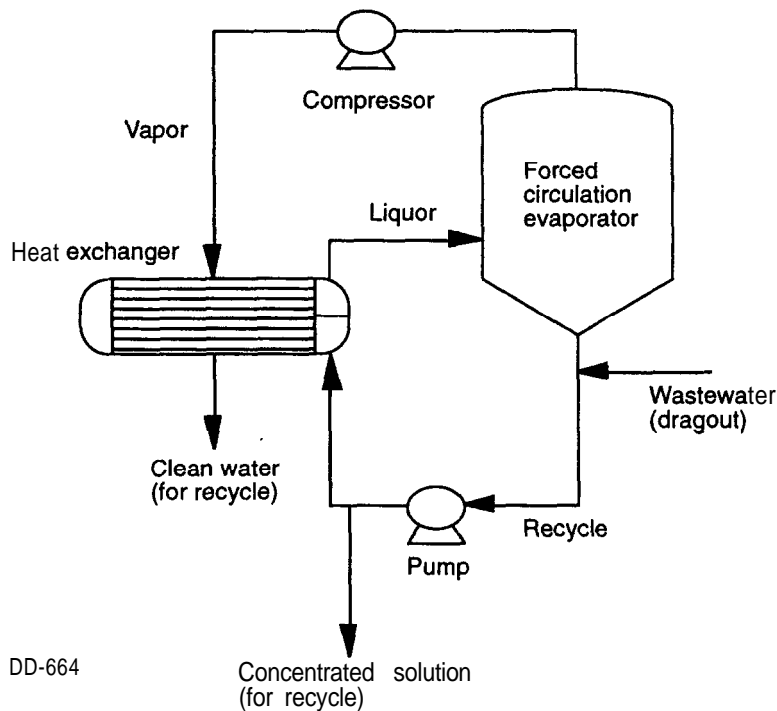 Compressor
Vapor
Forced
circulation
evaporator
Liquor
Heat exchanger
Wastewater
(dragout)
Clean water
(for recycle)
Recycle
Pump
DD-664
Concentrated solution
(for recycle)